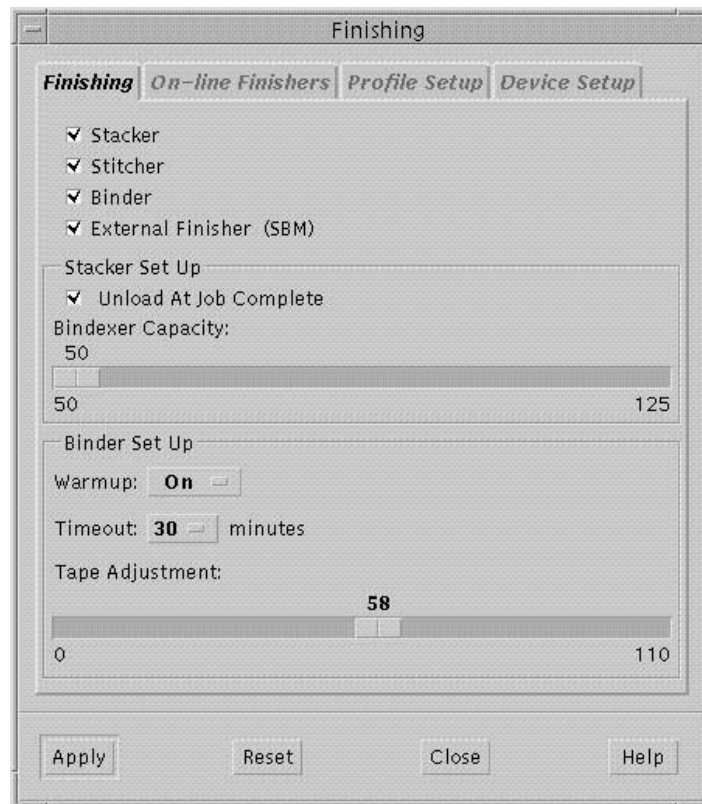 Finishing
Finishing On-line Finishers Profile Setup Device Setup
Stacker
Stitcher
Binder
External Finisher (SBM)
Stacker Set Up
Unload At Job Complete
Bindexer Capacity:
50
50 125
Binder Set Up
Warmup: On
Timeout: 30 minutes
Tape Adjustment:
58
0 110
Apply Reset Close Help